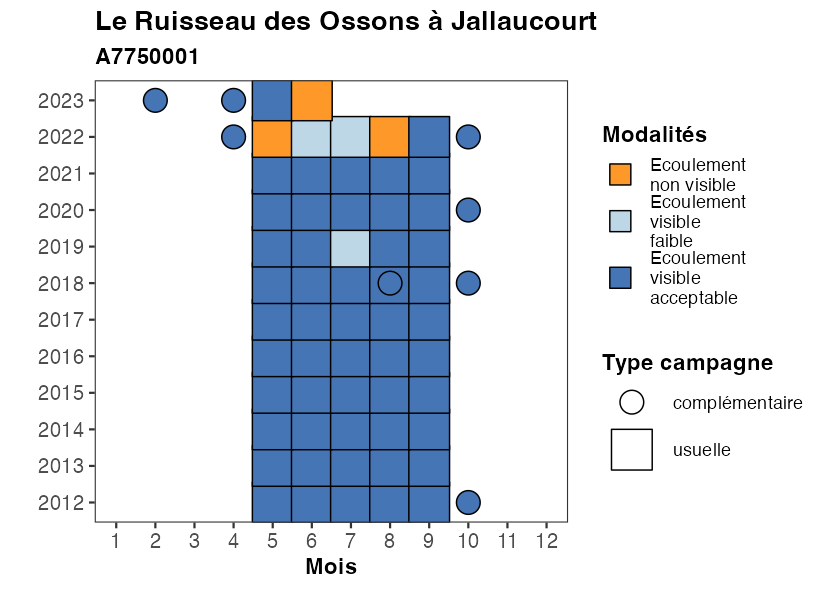 Le Ruisseau des Ossons à Jallaucourt
A7750001
2023
2022
2021
2020
2019
2018
2017
2016
2015
2014
2013
2012
1 2 3 4 5 6 7 8 9 10 11 12
Mois
Modalités
Ecoulement
non visible
Ecoulement
visible
faible
Ecoulement
visible
acceptable
Type campagne
complémentaire
usuelle